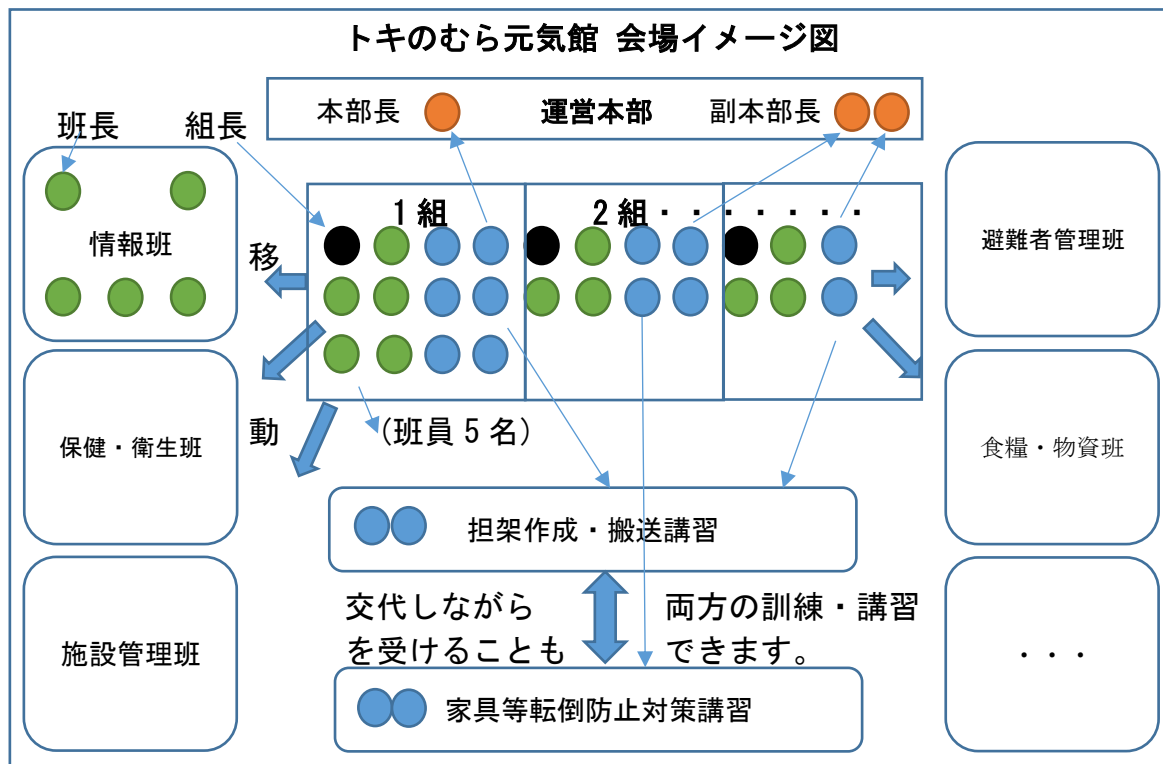 トキのむら元気館 会場イメージ図
本部長 運営本部 副本部長
班長 組長
1組 2組・・・・・・・
情報班
移
避難者管理班
動
(班員5名)
保健・衛生班
食糧・物資班
担架作成・搬送講習
交代しながら 両方の訓練・講習
を受けることも できます。
施設管理班
・・・
家具等転倒防止対策講習